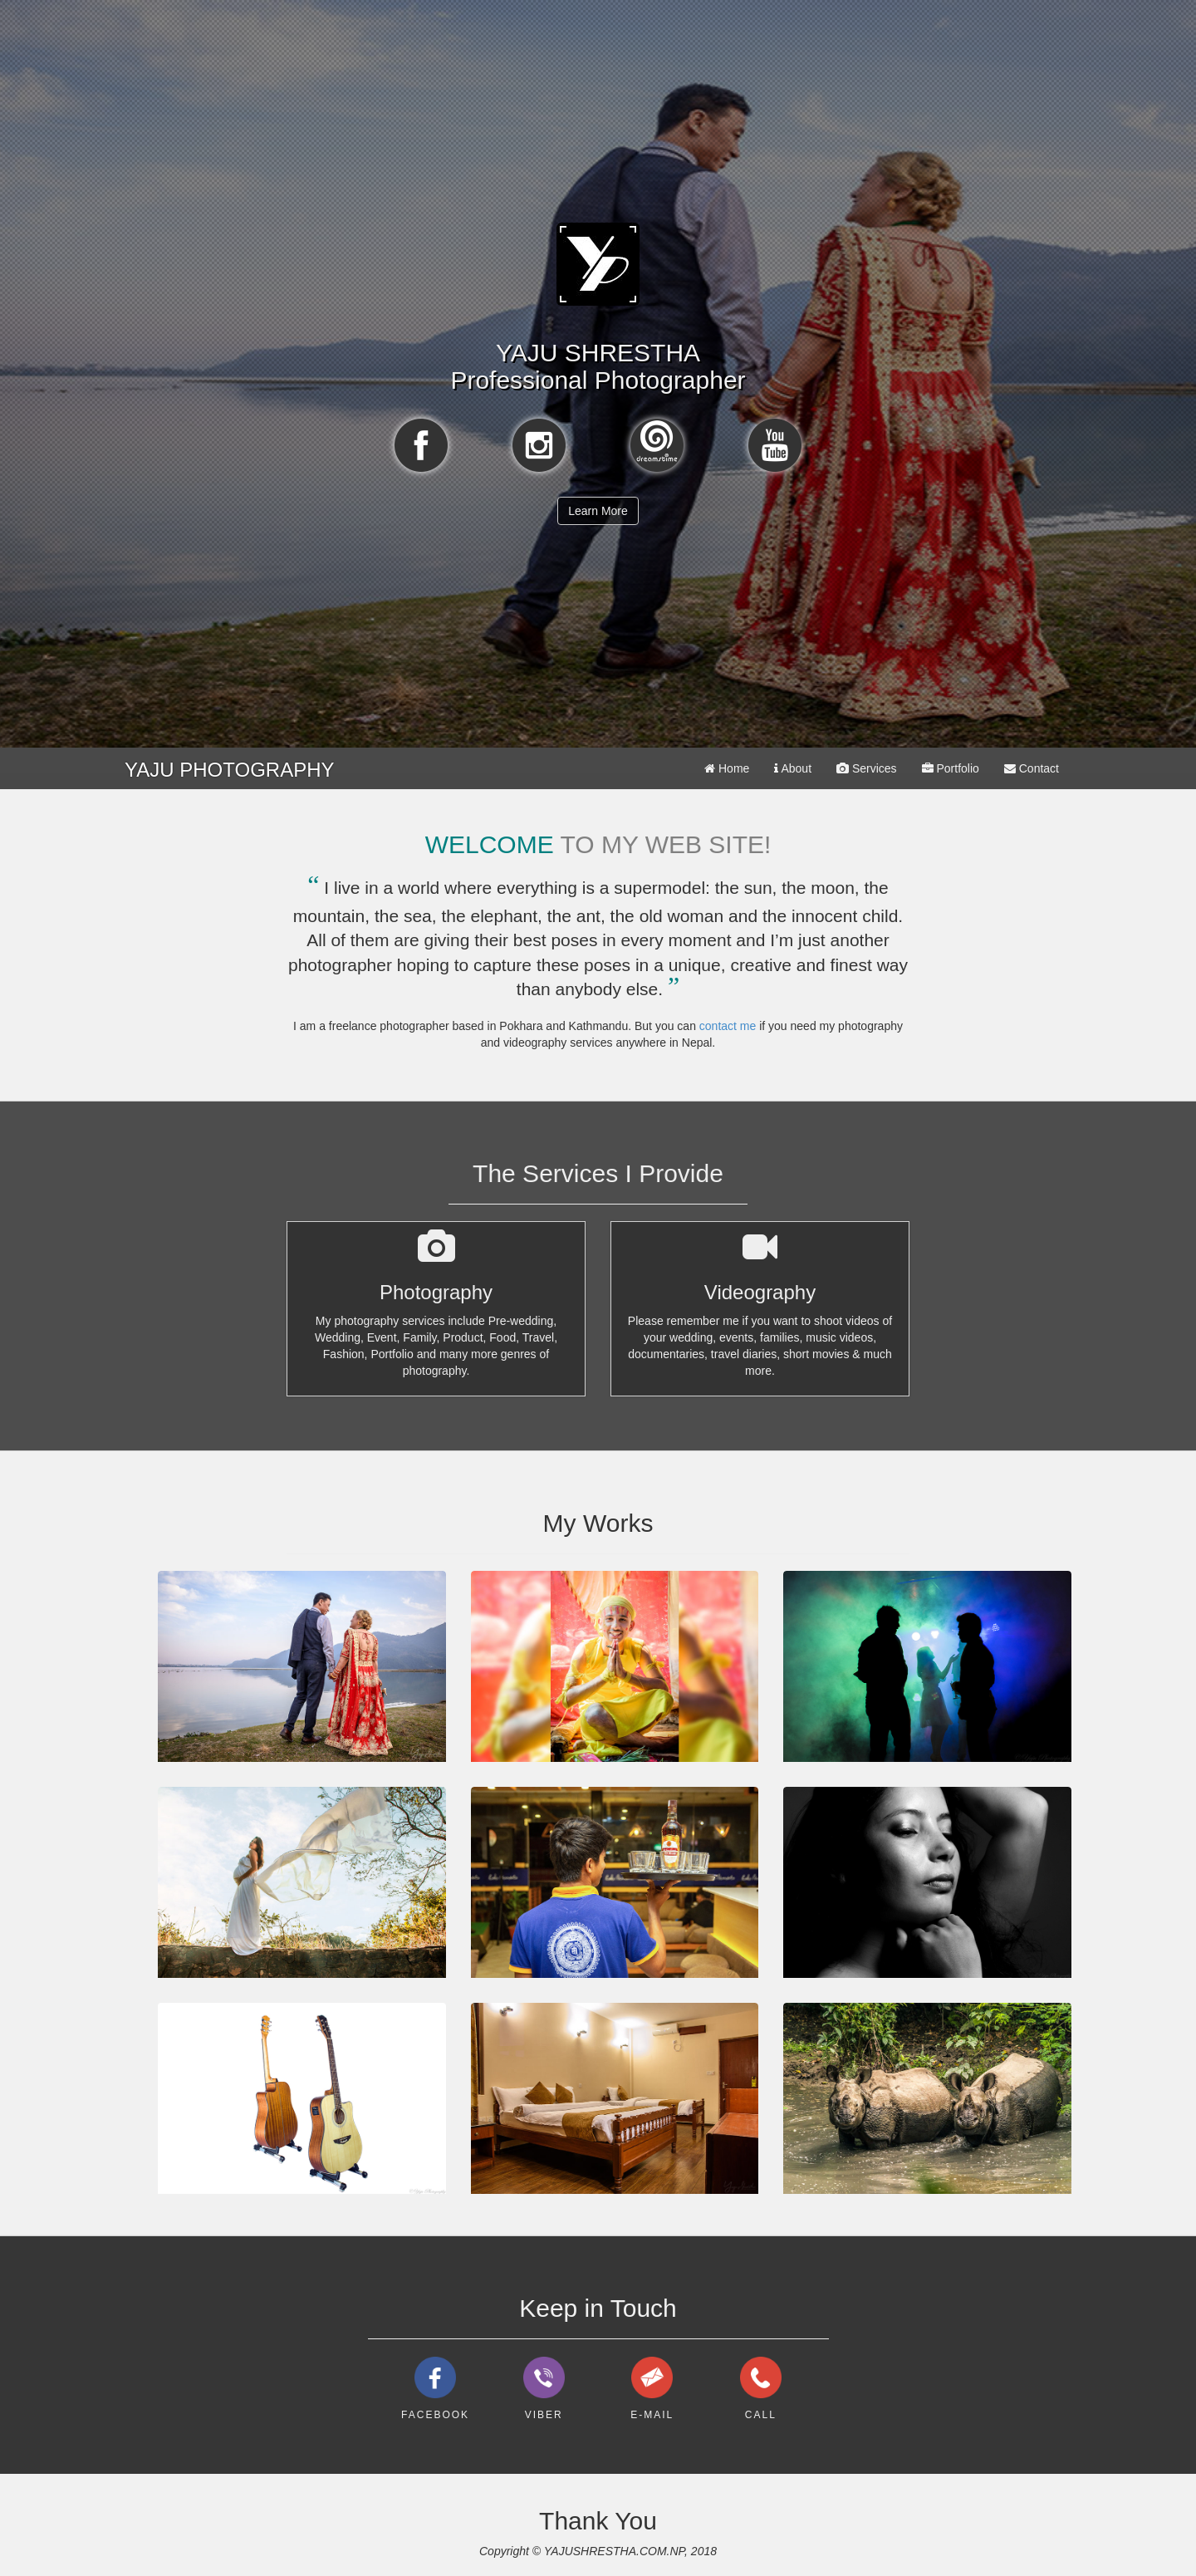 YAJU SHRESTHA
Professional Photographer
dreamstime
You
Tube
Learn More
YAJU PHOTOGRAPHY
Home
About
Services
Portfolio
Contact
WELCOME TO MY WEB SITE!
“ I live in a world where everything is a supermodel: the sun, the moon, the
mountain, the sea, the elephant, the ant, the old woman and the innocent child.
All of them are giving their best poses in every moment and I’m just another
photographer hoping to capture these poses in a unique, creative and finest way
than anybody else. ”
I am a freelance photographer based in Pokhara and Kathmandu. But you can contact me if you need my photography
and videography services anywhere in Nepal.
The Services I Provide
Photography
My photography services include Pre-wedding,
Wedding, Event, Family, Product, Food, Travel,
Fashion, Portfolio and many more genres of
photography.
Videography
Please remember me if you want to shoot videos of
your wedding, events, families, music videos,
documentaries, travel diaries, short movies & much
more.
My Works
Keep in Touch
FACEBOOK
VIBER
E-MAIL
CALL
Thank You
Copyright © YAJUSHRESTHA.COM.NP, 2018